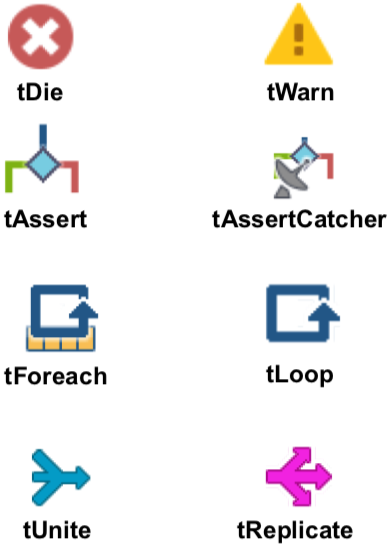 tDie
tWarn
tAssert
tAssertCatcher
tForeach
tLoop
tUnite
tReplicate